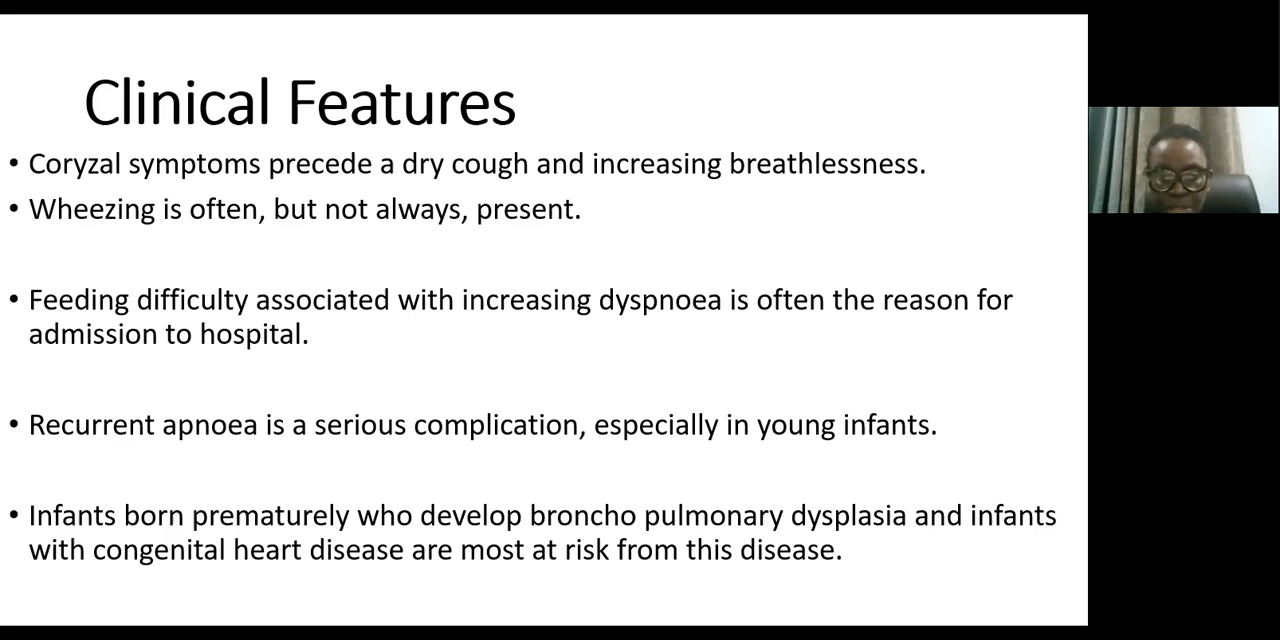 Clinical Features
• Coryzal symptoms precede a dry cough and increasing breathlessness.
• Wheezing is often, but not always, present.
• Feeding difficulty associated with increasing dyspnoea is often the reason for
admission to hospital.
• Recurrent apnoea is a serious complication, especially in young infants.
• Infants born prematurely who develop broncho pulmonary dysplasia and infants
with congenital heart disease are most at risk from this disease.